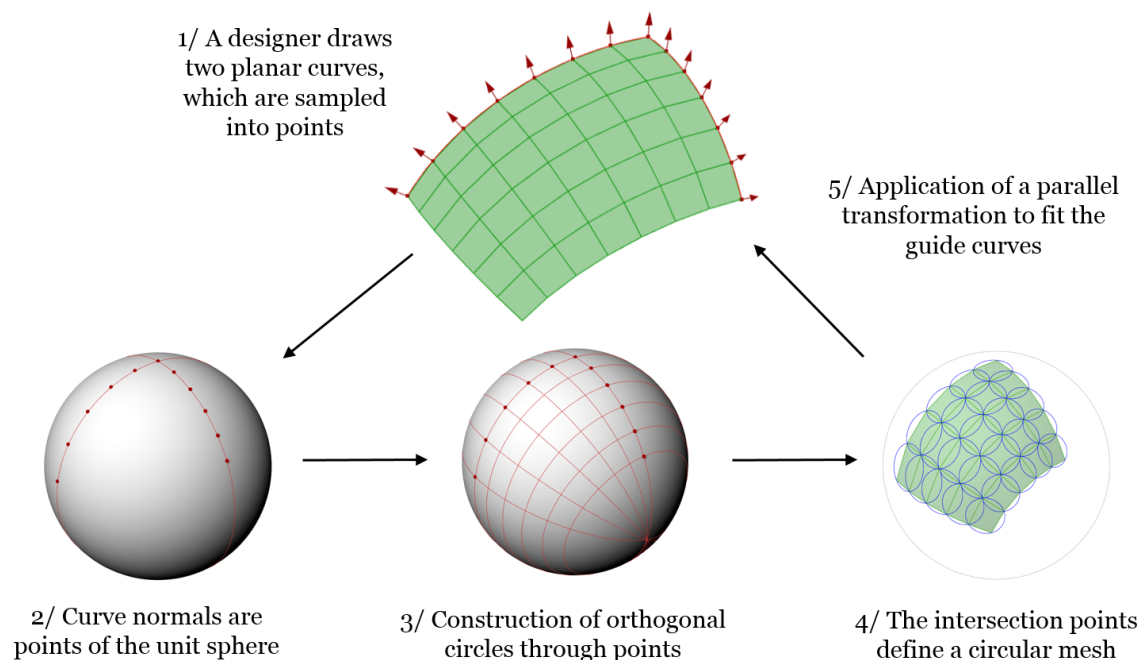 1/ A designer draws
two planar curves,
which are sampled
into points
2/ Curve normals are
points of the unit sphere
3/ Construction of orthogonal
circles through points
4/ The intersection points
define a circular mesh
5/ Application of a parallel
transformation to fit the
guide curves